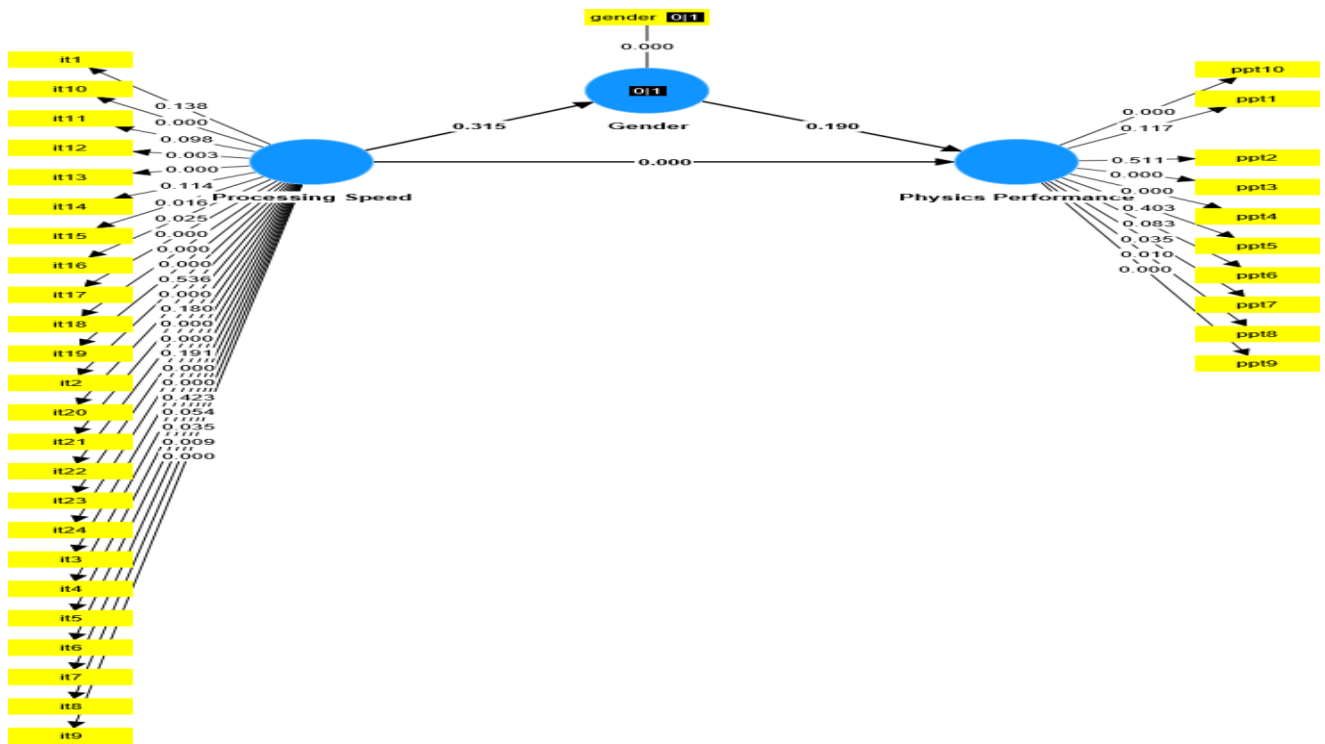 gender 0|1
0.000
0|1
Gender
0.315
0.190
0.000
Processing Speed
Physics Performance
it1
it10
it11
it12
it13
it14
it15
it16
it17
it18
it19
it2
it20
it21
it22
it23
it24
it3
it4
it5
it6
it7
it8
it9
0.138
0.000
0.098
0.003
0.000
0.114
0.016
0.025
0.000
0.000
0.000
0.536
0.000
0.180
0.000
0.000
0.191
0.000
0.000
0.423
0.054
0.035
0.009
0.000
ppt10
ppt1
ppt2
ppt3
ppt4
ppt5
ppt6
ppt7
ppt8
ppt9
0.000
0.117
0.511
0.000
0.000
0.403
0.083
0.035
0.010
0.000